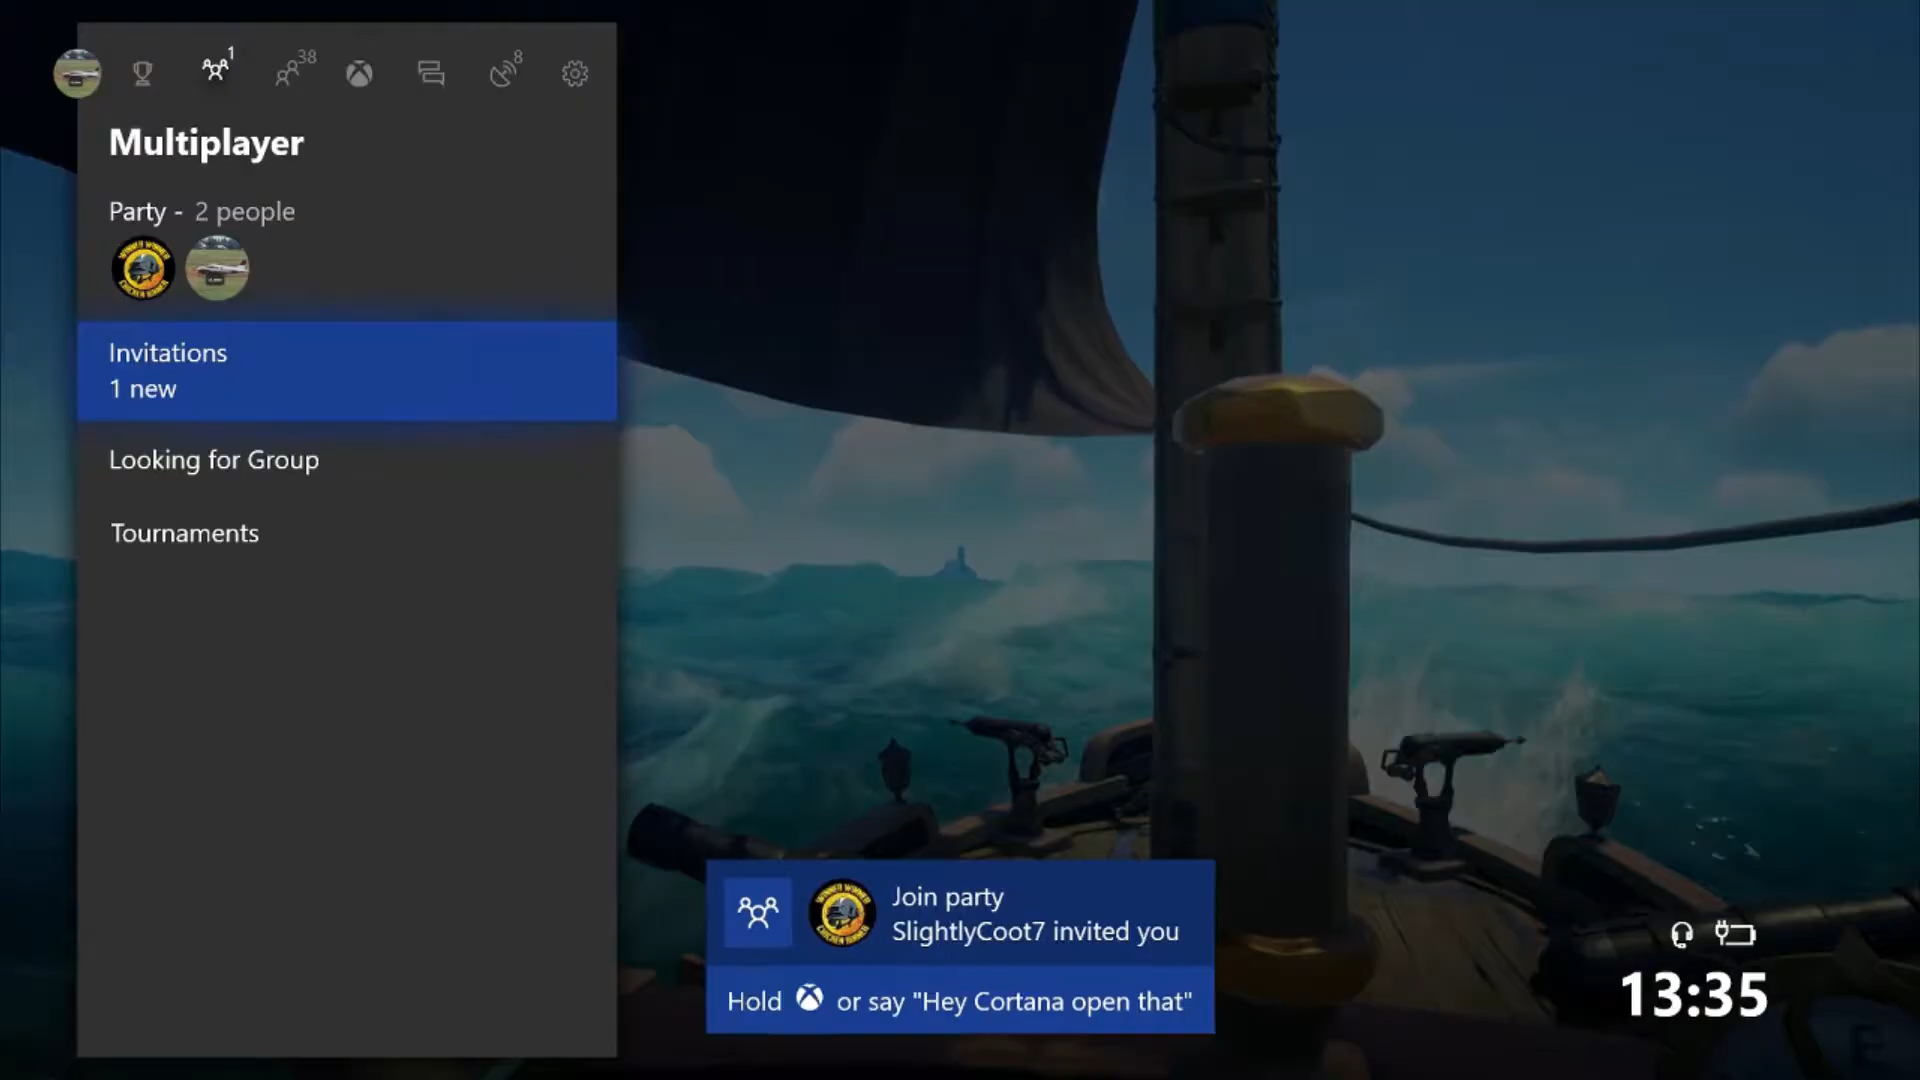 1
38
8
Multiplayer
Party - 2 people
Invitations
1 new
Looking for Group
Tournaments
Join party
SlightlyCoot7 invited you
Hold or say "Hey Cortana open that"
13:35